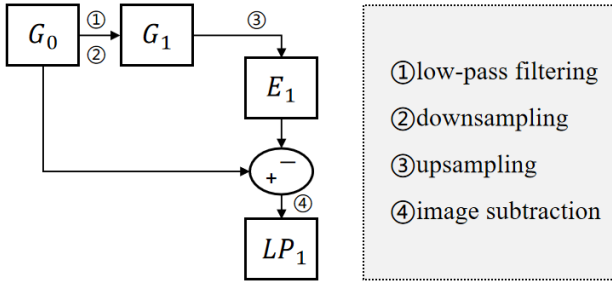 G₀
①
②
G₁
③
E₁
−
+
④
LP₁
①low-pass filtering
②downsampling
③upsampling
④image subtraction